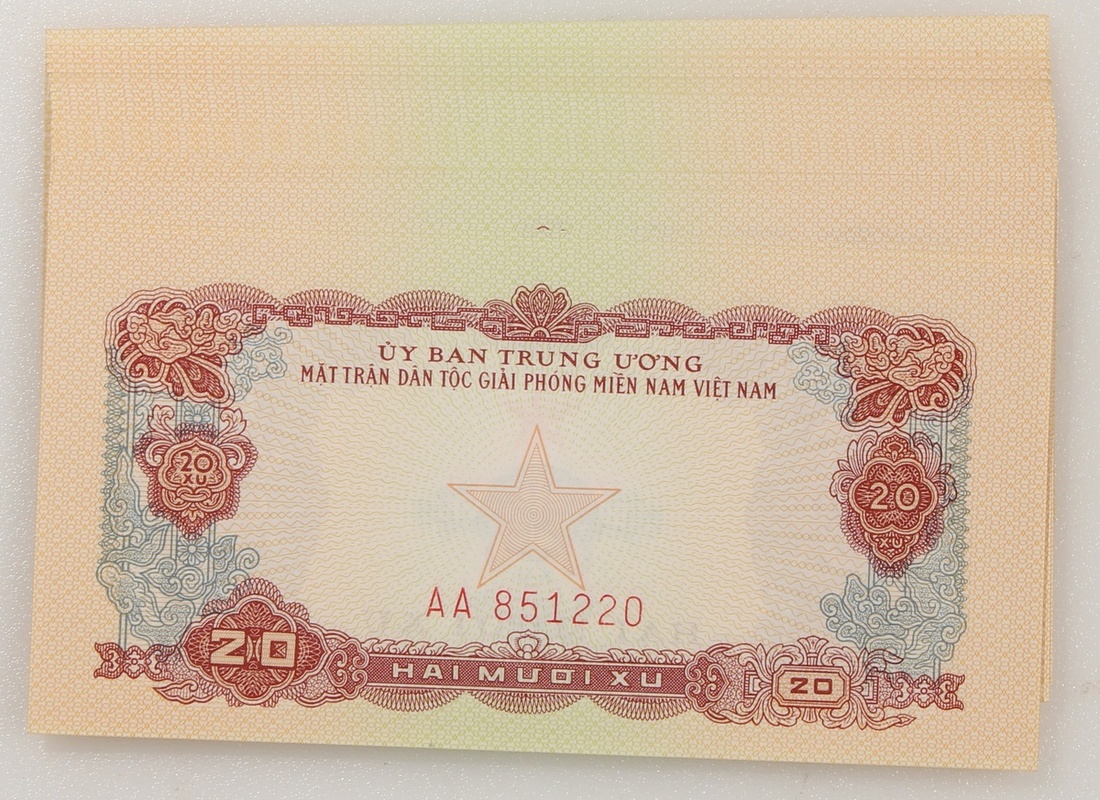 ỦY BAN TRUNG ƯƠNG
MẶT TRẬN DÂN TỘC GIẢI PHÓNG MIỀN NAM VIỆT NAM
20
XU
20
XU
AA 851220
20
HAI MƯƠI XU
20